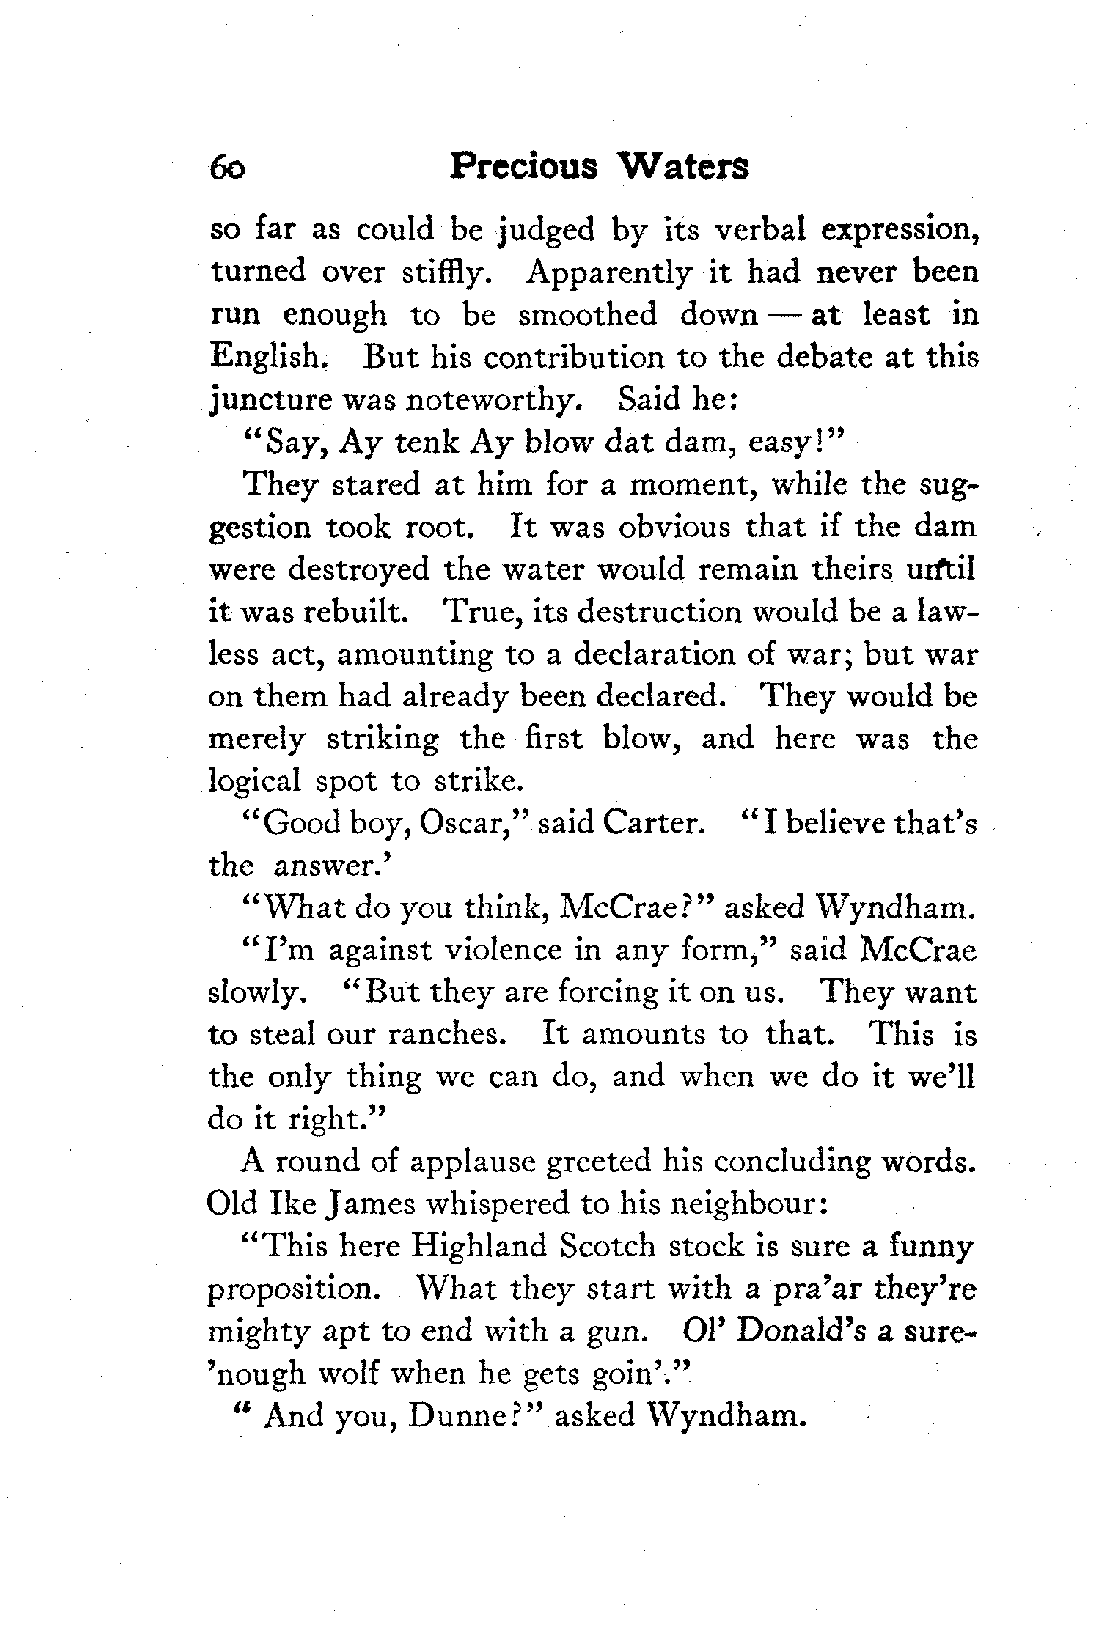 60 Precious Waters
so far as could be judged by its verbal expression,
turned over stiffly. Apparently it had never been
run enough to be smoothed down — at least in
English. But his contribution to the debate at this
juncture was noteworthy. Said he:
"Say, Ay tenk Ay blow dat dam, easy!"
They stared at him for a moment, while the sug-
gestion took root. It was obvious that if the dam
were destroyed the water would remain theirs until
it was rebuilt. True, its destruction would be a law-
less act, amounting to a declaration of war; but war
on them had already been declared. They would be
merely striking the first blow, and here was the
logical spot to strike.
"Good boy, Oscar," said Carter. "I believe that's
the answer.'
"What do you think, McCrae?" asked Wyndham.
"I'm against violence in any form," said McCrae
slowly. "But they are forcing it on us. They want
to steal our ranches. It amounts to that. This is
the only thing we can do, and when we do it we'll
do it right."
A round of applause greeted his concluding words.
Old Ike James whispered to his neighbour:
"This here Highland Scotch stock is sure a funny
proposition. What they start with a pra'ar they're
mighty apt to end with a gun. Ol' Donald's a sure-
'nough wolf when he gets goin'."
" And you, Dunne?" asked Wyndham.